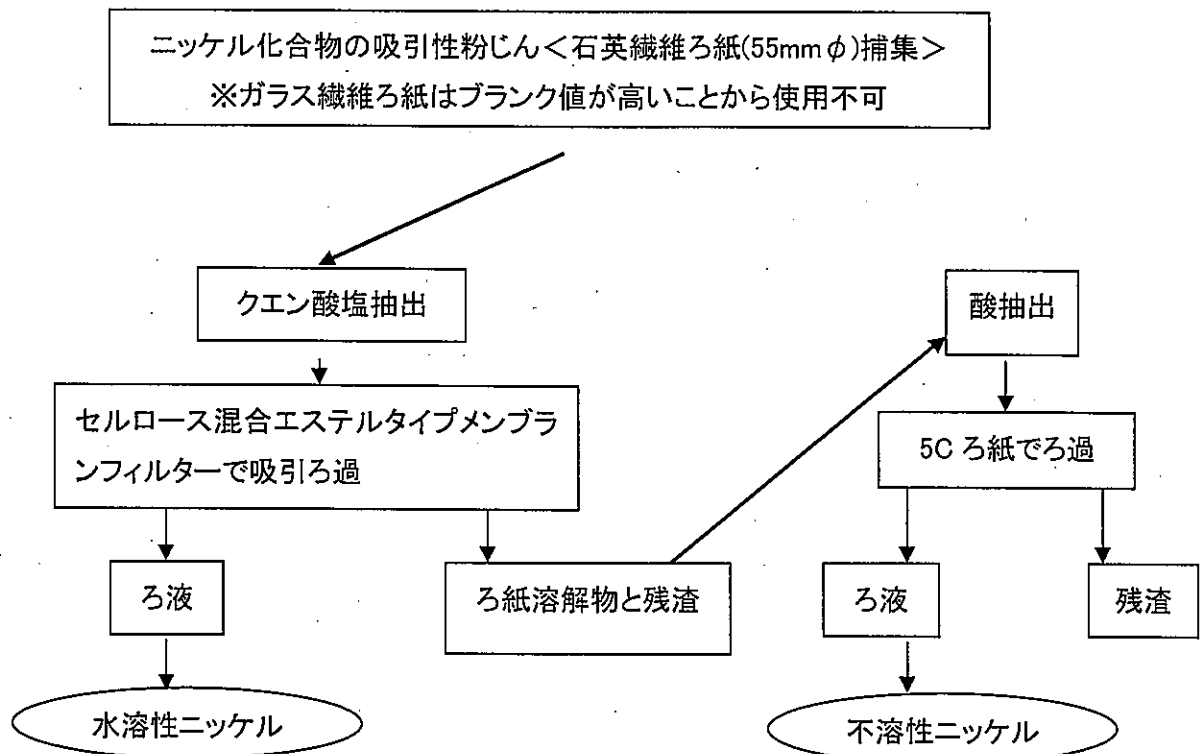 ニッケル化合物の吸引性粉じん<石英繊維ろ紙(55mmφ)捕集>
※ガラス繊維ろ紙はブランク値が高いことから使用不可
クエン酸塩抽出
セルロース混合エステルタイプメンブラ
ンフィルターで吸引ろ過
ろ液
ろ紙溶解物と残渣
水溶性ニッケル
酸抽出
5C ろ紙でろ過
ろ液
残渣
不溶性ニッケル